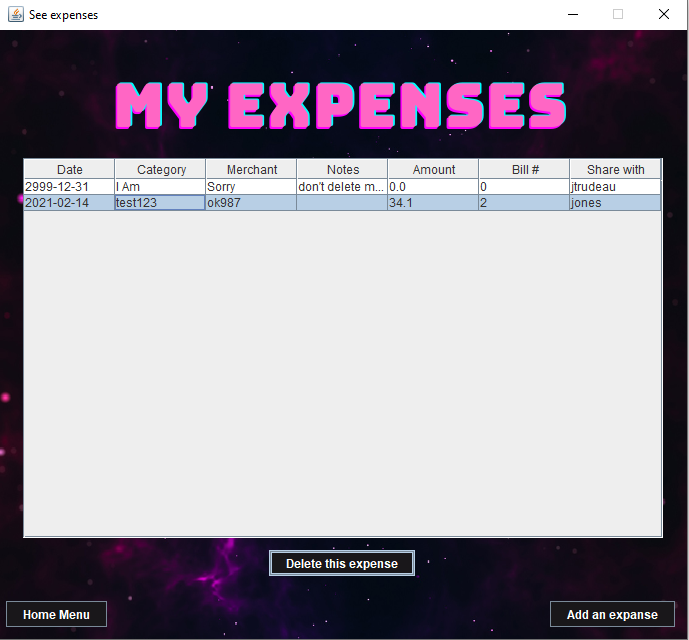 See expenses
MY EXPENSES
Date Category Merchant Notes Amount Bill # Share with
2999-12-31 I Am Sorry don't delete m... 0.0 0 jtrudeau
2021-02-14 test123 ok987 34.1 2 jones
Delete this expense
Home Menu Add an expanse